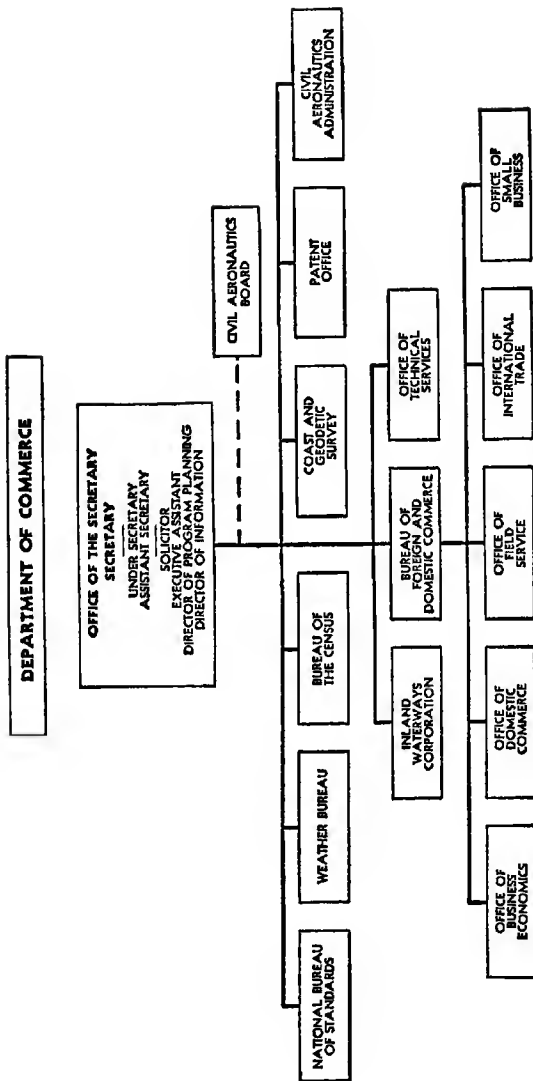 DEPARTMENT OF COMMERCE
OFFICE OF THE SECRETARY
SECRETARY
UNDER SECRETARY
ASSISTANT SECRETARY
SOLICITOR
EXECUTIVE ASSISTANT
DIRECTOR OF PROGRAM PLANNING
DIRECTOR OF INFORMATION
CIVIL AERONAUTICS
BOARD
NATIONAL BUREAU
OF STANDARDS
WEATHER BUREAU
BUREAU OF
THE CENSUS
COAST AND
GEODETIC
SURVEY
PATENT
OFFICE
CIVIL
AERONAUTICS
ADMINISTRATION
INLAND
WATERWAYS
CORPORATION
BUREAU OF
FOREIGN AND
DOMESTIC COMMERCE
OFFICE OF
TECHNICAL
SERVICES
OFFICE OF
BUSINESS
ECONOMICS
OFFICE OF
DOMESTIC
COMMERCE
OFFICE OF
FIELD
SERVICE
OFFICE OF
INTERNATIONAL
TRADE
OFFICE OF
SMALL
BUSINESS